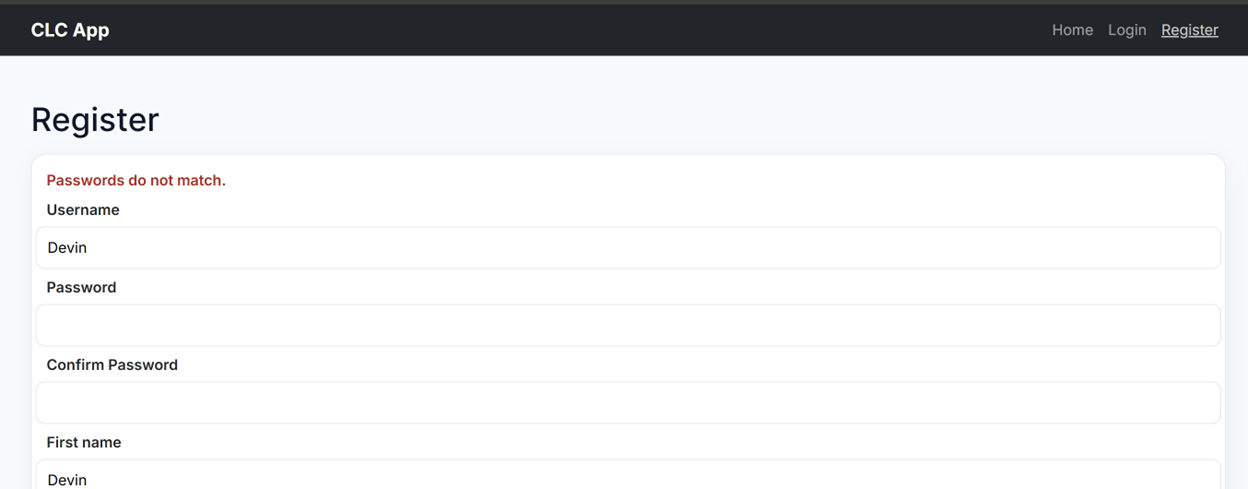 CLC App
Home Login Register
Register
Passwords do not match.
Username
Devin
Password
Confirm Password
First name
Devin